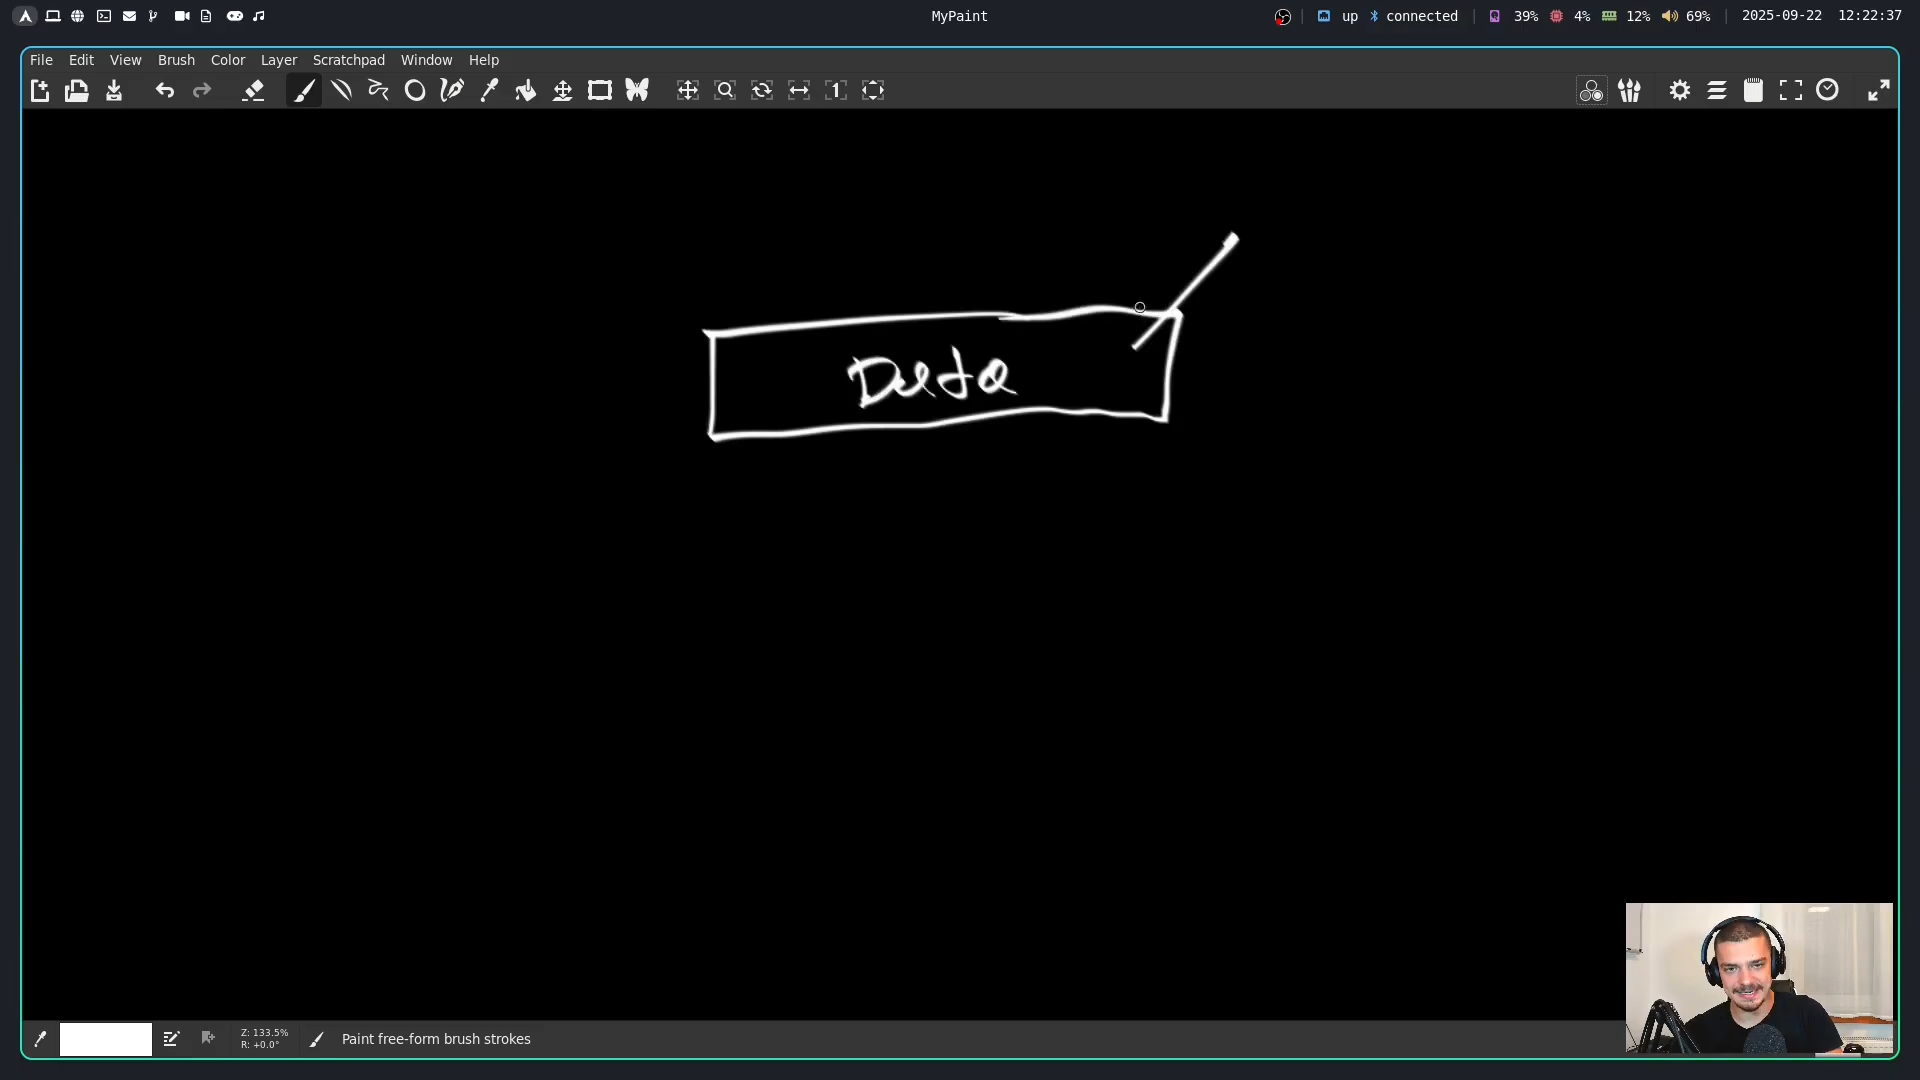 MyPaint
up connected 39% 4% 12% 69% 2025-09-22 12:22:37
File Edit View Brush Color Layer Scratchpad Window Help
1
Data
Z: 133.5%
R: +0.0°
Paint free-form brush strokes